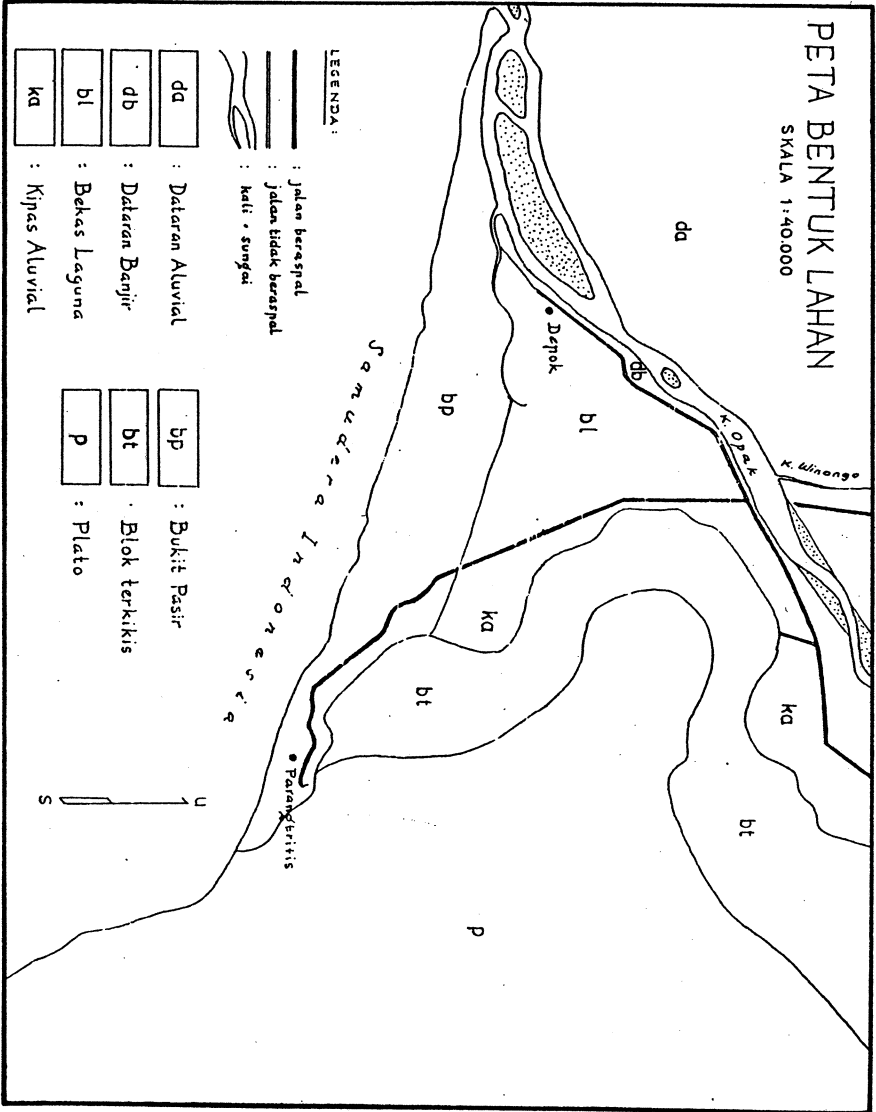 PETA BENTUK LAHAN
SKALA 1:40.000
da
K. Winongo
K. Opak
db
Depok
bl
bp
ka
ka
bt
bt
p
Samudera Indonesia
Parangtritis
U
S
LEGENDA:
: jalan beraspal
: jalan tidak beraspal
: kali, sungai
da : Dataran Aluvial
db : Dataran Banjir
bl : Bekas Laguna
ka : Kipas Aluvial
bp : Bukit Pasir
bt . Blok terkikis
p : Plato